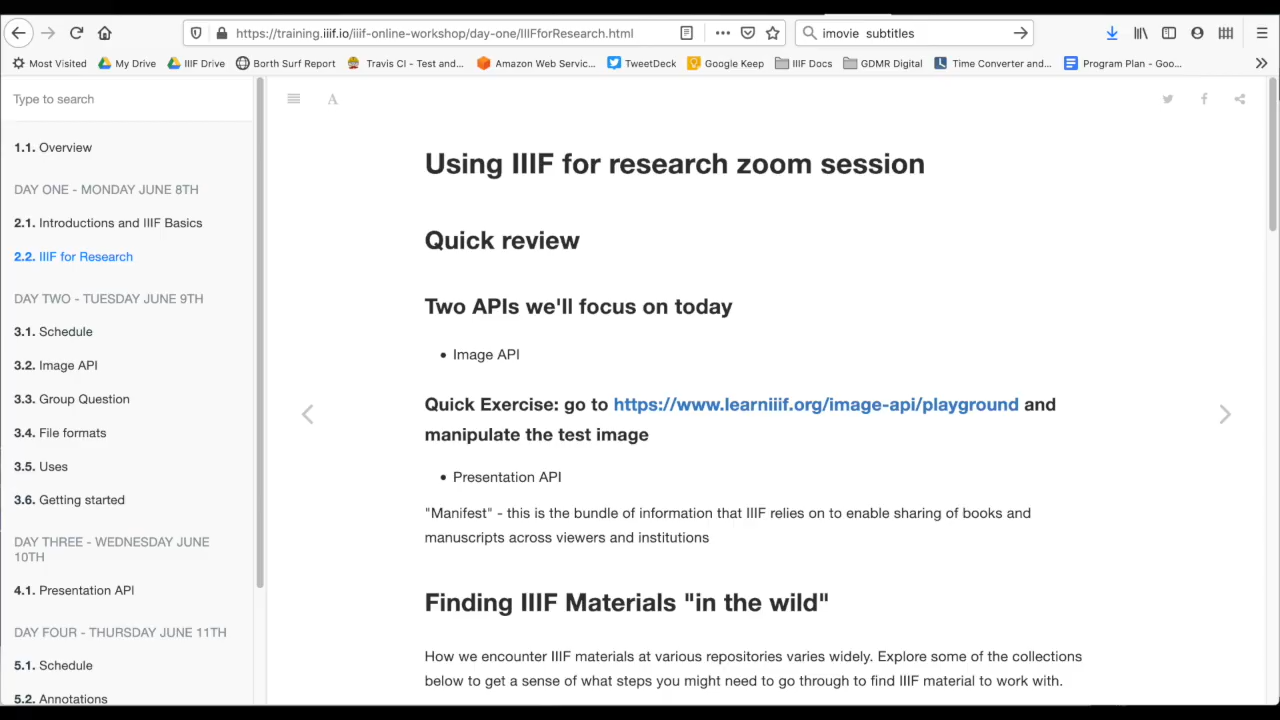 https://training.iiif.io/iiif-online-workshop/day-one/IIIFforResearch.html
imovie subtitles
Most Visited
My Drive
IIIF Drive
Borth Surf Report
Travis CI - Test and...
Amazon Web Servic...
TweetDeck
Google Keep
IIIF Docs
GDMR Digital
Time Converter and...
Program Plan - Goo...
Type to search
1.1. Overview
DAY ONE - MONDAY JUNE 8TH
2.1. Introductions and IIIF Basics
2.2. IIIF for Research
DAY TWO - TUESDAY JUNE 9TH
3.1. Schedule
3.2. Image API
3.3. Group Question
3.4. File formats
3.5. Uses
3.6. Getting started
DAY THREE - WEDNESDAY JUNE
10TH
4.1. Presentation API
DAY FOUR - THURSDAY JUNE 11TH
5.1. Schedule
5.2. Annotations
A
Using IIIF for research zoom session
Quick review
Two APIs we'll focus on today
• Image API
Quick Exercise: go to https://www.learniiif.org/image-api/playground and
manipulate the test image
• Presentation API
"Manifest" - this is the bundle of information that IIIF relies on to enable sharing of books and
manuscripts across viewers and institutions
Finding IIIF Materials "in the wild"
How we encounter IIIF materials at various repositories varies widely. Explore some of the collections
below to get a sense of what steps you might need to go through to find IIIF material to work with.